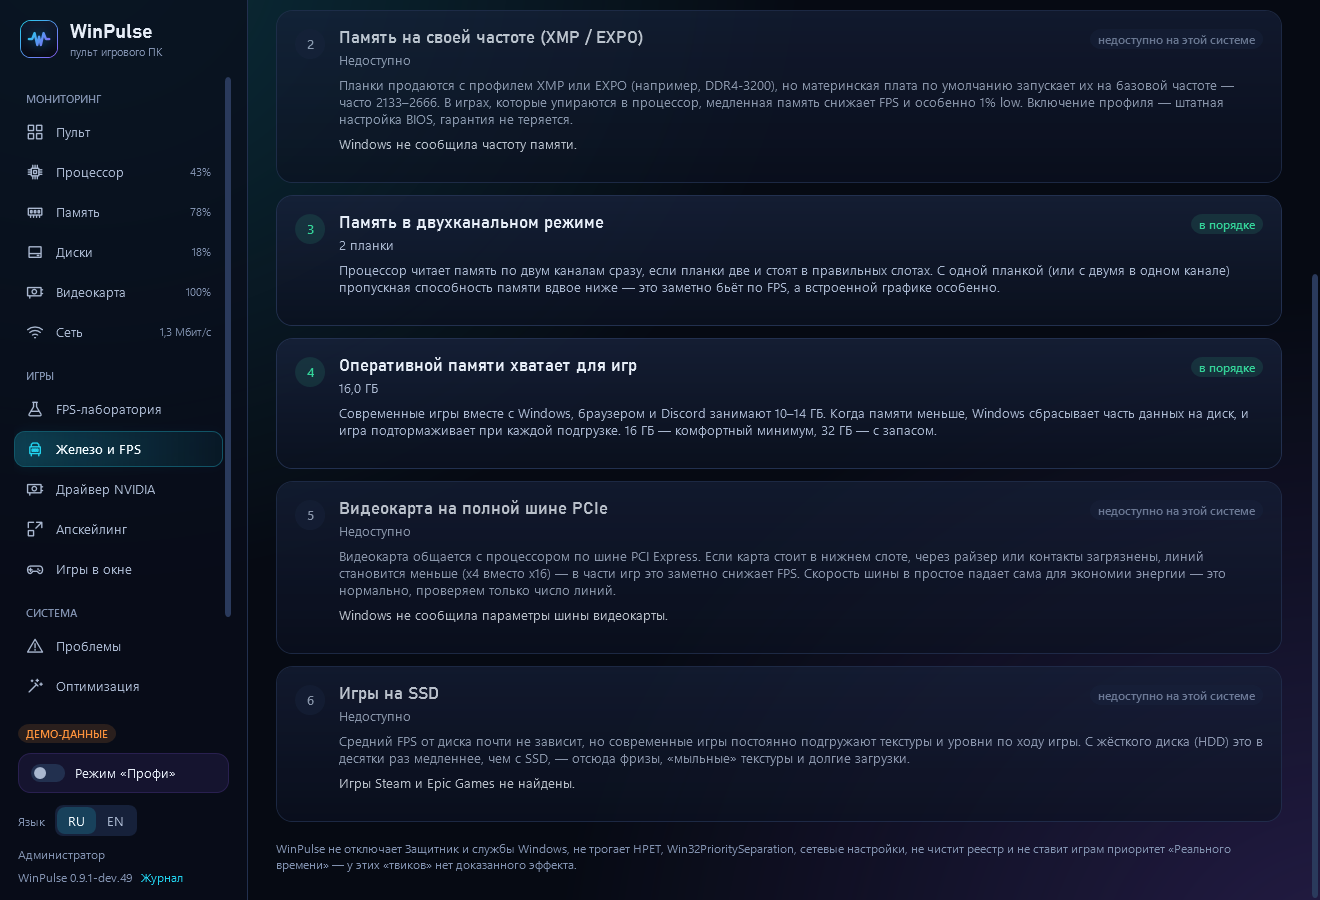 WinPulse
пульт игрового ПК
МОНИТОРИНГ
Пульт
Процессор 43%
Память 78%
Диски 18%
Видеокарта 100%
Сеть 1,3 Мбит/с
ИГРЫ
FPS-лаборатория
Железо и FPS
Драйвер NVIDIA
Апскейлинг
Игры в окне
СИСТЕМА
Проблемы
Оптимизация
ДЕМО-ДАННЫЕ
Режим «Профи»
Язык RU EN
Администратор
WinPulse 0.9.1-dev.49 Журнал
2 Память на своей частоте (XMP / EXPO) недоступно на этой системе
Недоступно
Планки продаются с профилем XMP или EXPO (например, DDR4-3200), но материнская плата по умолчанию запускает их на базовой частоте —
часто 2133–2666. В играх, которые упираются в процессор, медленная память снижает FPS и особенно 1% low. Включение профиля — штатная
настройка BIOS, гарантия не теряется.
Windows не сообщила частоту памяти.
3 Память в двухканальном режиме в порядке
2 планки
Процессор читает память по двум каналам сразу, если планки две и стоят в правильных слотах. С одной планкой (или с двумя в одном канале)
пропускная способность памяти вдвое ниже — это заметно бьёт по FPS, а встроенной графике особенно.
4 Оперативной памяти хватает для игр в порядке
16,0 ГБ
Современные игры вместе с Windows, браузером и Discord занимают 10–14 ГБ. Когда памяти меньше, Windows сбрасывает часть данных на диск, и
игра подтормаживает при каждой подгрузке. 16 ГБ — комфортный минимум, 32 ГБ — с запасом.
5 Видеокарта на полной шине PCIe недоступно на этой системе
Недоступно
Видеокарта общается с процессором по шине PCI Express. Если карта стоит в нижнем слоте, через райзер или контакты загрязнены, линий
становится меньше (x4 вместо x16) — в части игр это заметно снижает FPS. Скорость шины в простое падает сама для экономии энергии — это
нормально, проверяем только число линий.
Windows не сообщила параметры шины видеокарты.
6 Игры на SSD недоступно на этой системе
Недоступно
Средний FPS от диска почти не зависит, но современные игры постоянно подгружают текстуры и уровни по ходу игры. С жёсткого диска (HDD) это в
десятки раз медленнее, чем с SSD, — отсюда фризы, «мыльные» текстуры и долгие загрузки.
Игры Steam и Epic Games не найдены.
WinPulse не отключает Защитник и службы Windows, не трогает HPET, Win32PrioritySeparation, сетевые настройки, не чистит реестр и не ставит играм приоритет «Реального
времени» — у этих «твиков» нет доказанного эффекта.